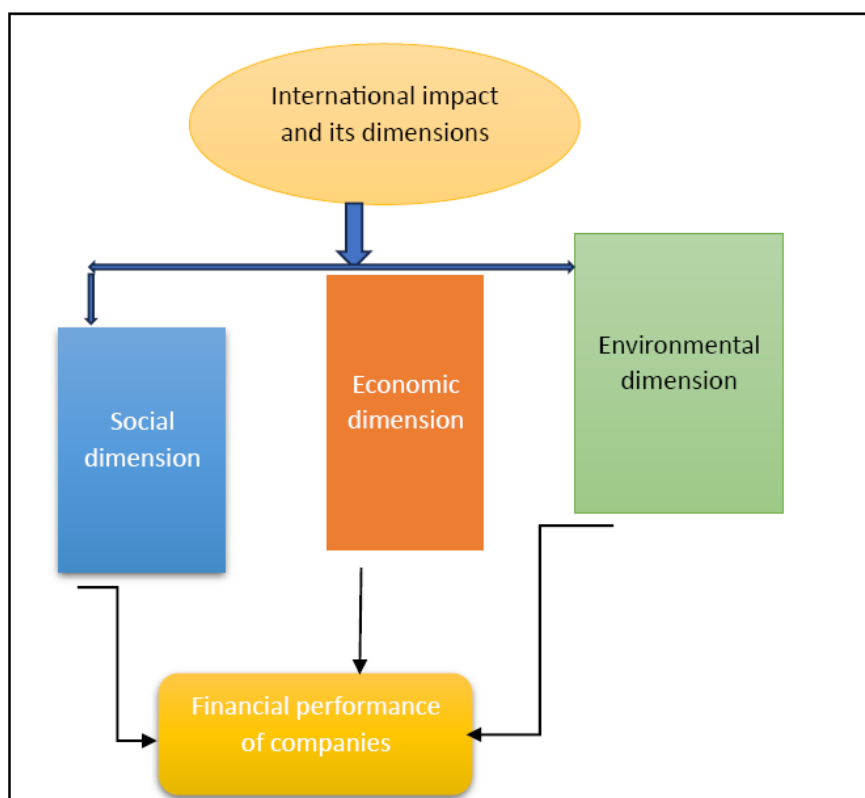 International impact
and its dimensions
Environmental
dimension
Economic
dimension
Social
dimension
Financial performance
of companies